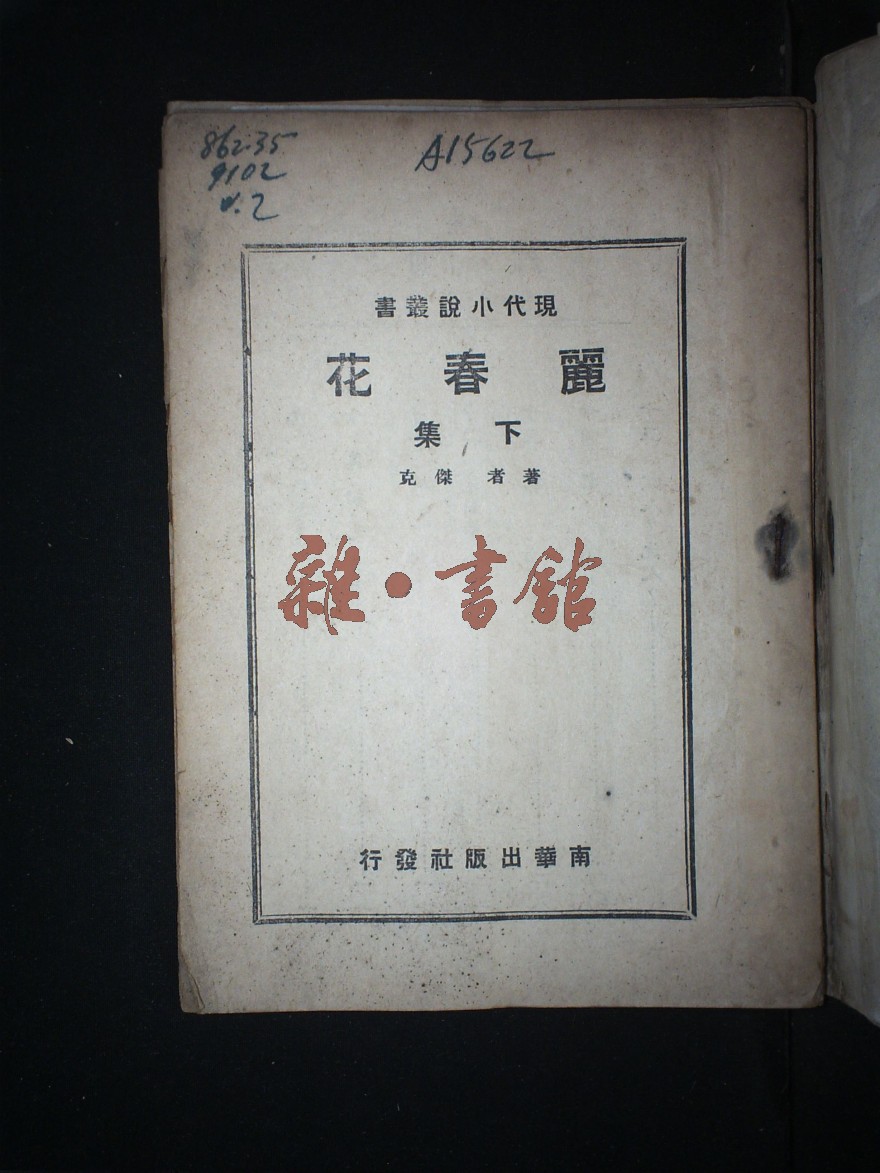 862.35
9102
v.2
A15622
現代小說叢書
麗春花
下集
著者 傑克
雜·書館
南華出版社發行